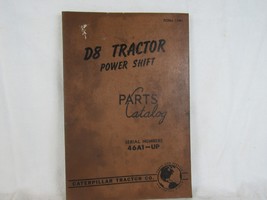 D8 TRACTOR
POWER SHIFT
PARTS
Catalog
SERIAL NUMBERS
46A1-UP
CATERPILLAR TRACTOR CO.